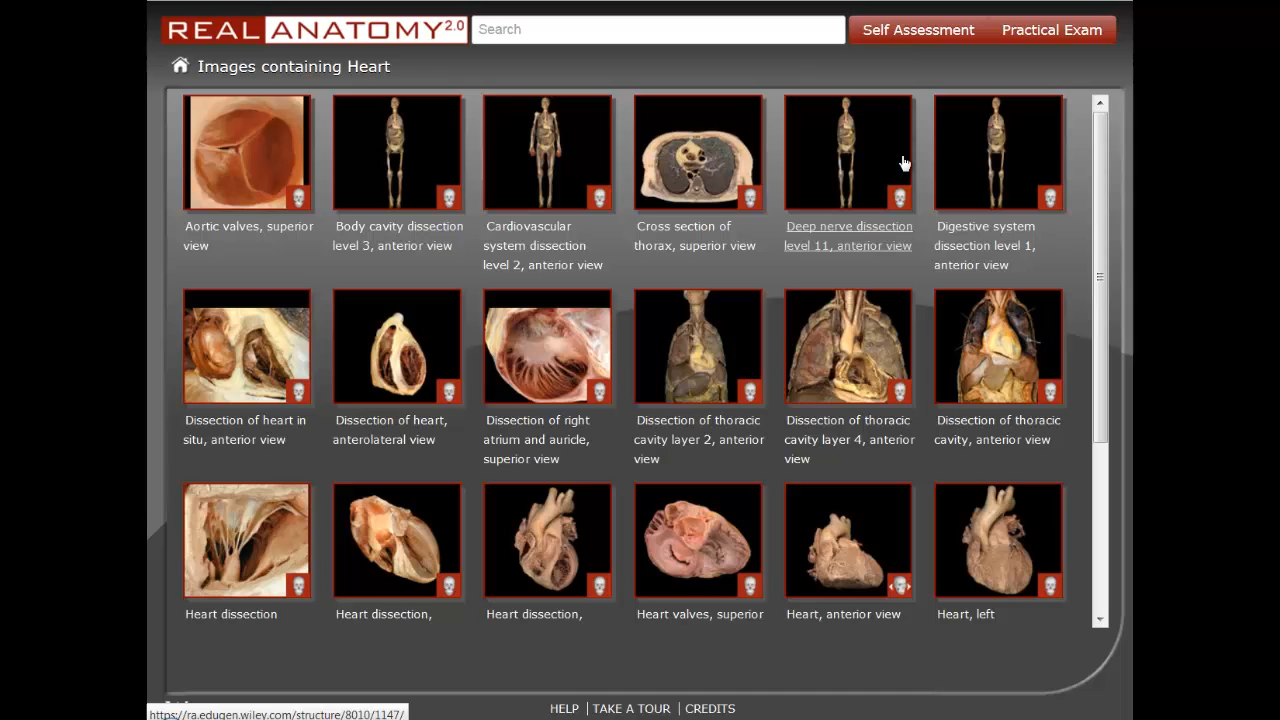 REAL ANATOMY 2.0
Search
Self Assessment
Practical Exam
Images containing Heart
Aortic valves, superior
view
Body cavity dissection
level 3, anterior view
Cardiovascular
system dissection
level 2, anterior view
Cross section of
thorax, superior view
Deep nerve dissection
level 11, anterior view
Digestive system
dissection level 1,
anterior view
Dissection of heart in
situ, anterior view
Dissection of heart,
anterolateral view
Dissection of right
atrium and auricle,
superior view
Dissection of thoracic
cavity layer 2, anterior
view
Dissection of thoracic
cavity layer 4, anterior
view
Dissection of thoracic
cavity, anterior view
Heart dissection
Heart dissection,
Heart dissection,
Heart valves, superior
Heart, anterior view
Heart, left
HELP | TAKE A TOUR | CREDITS
https://ra.edugen.wiley.com/structure/8010/1147/